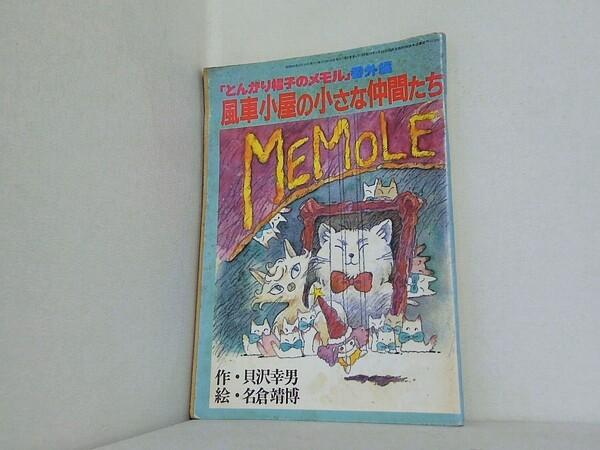 「とんがり帽子のメモル」番外編
風車小屋の小さな仲間たち
MEMOLE
作・貝沢幸男
絵・名倉靖博